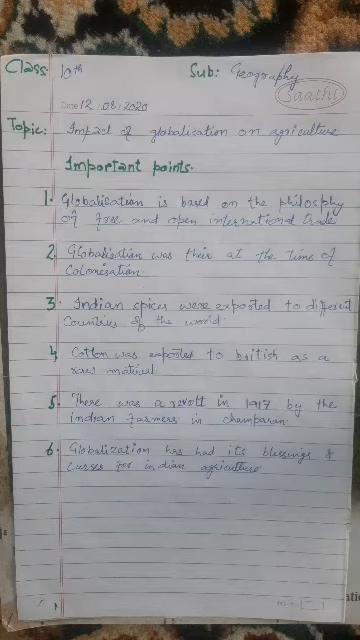 Class: 10th Sub: Geography
Saathi
Date 12/08/2020
Topic: Impact of globalisation on agriculture
Important points.
1. Globalisation is based on the philosphy
of free and open international trade
2. Globalisation was their at the time of
Colonisation.
3. Indian spices were exported to different
Countries of the world.
4 Cotton was exported to british as a
raw material
5. There was a revolt in 1917 by the
indian farmers in champaran
6. Globalization has had its blessings &
curses for indian agriculture